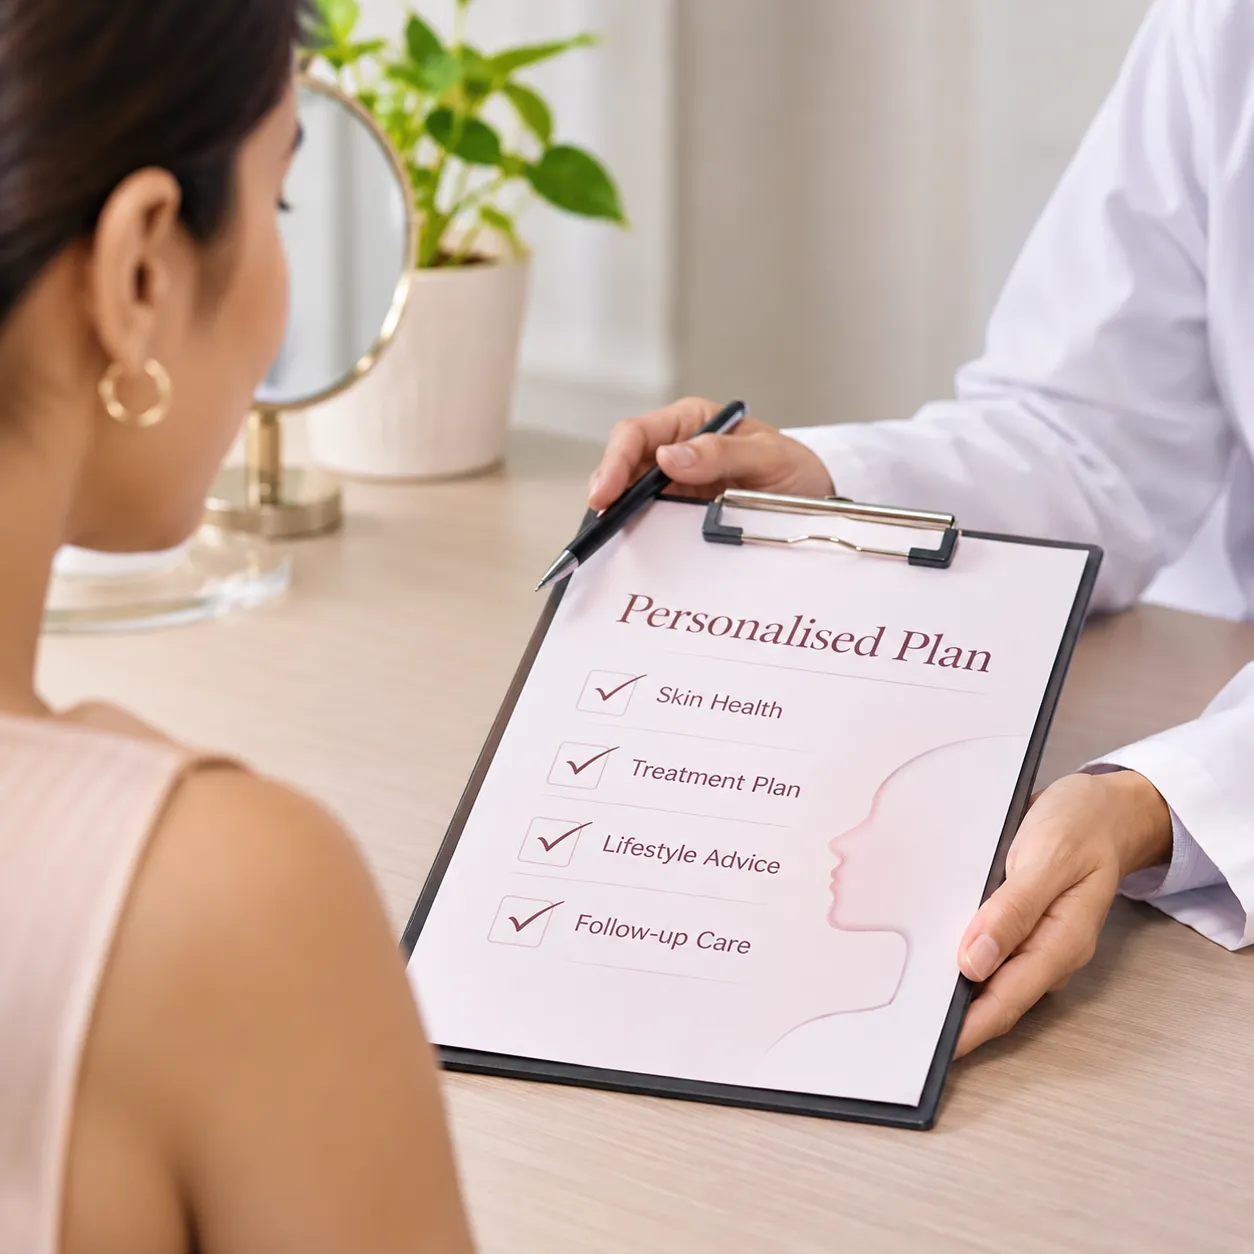 Personalised Plan
Skin Health
Treatment Plan
Lifestyle Advice
Follow-up Care